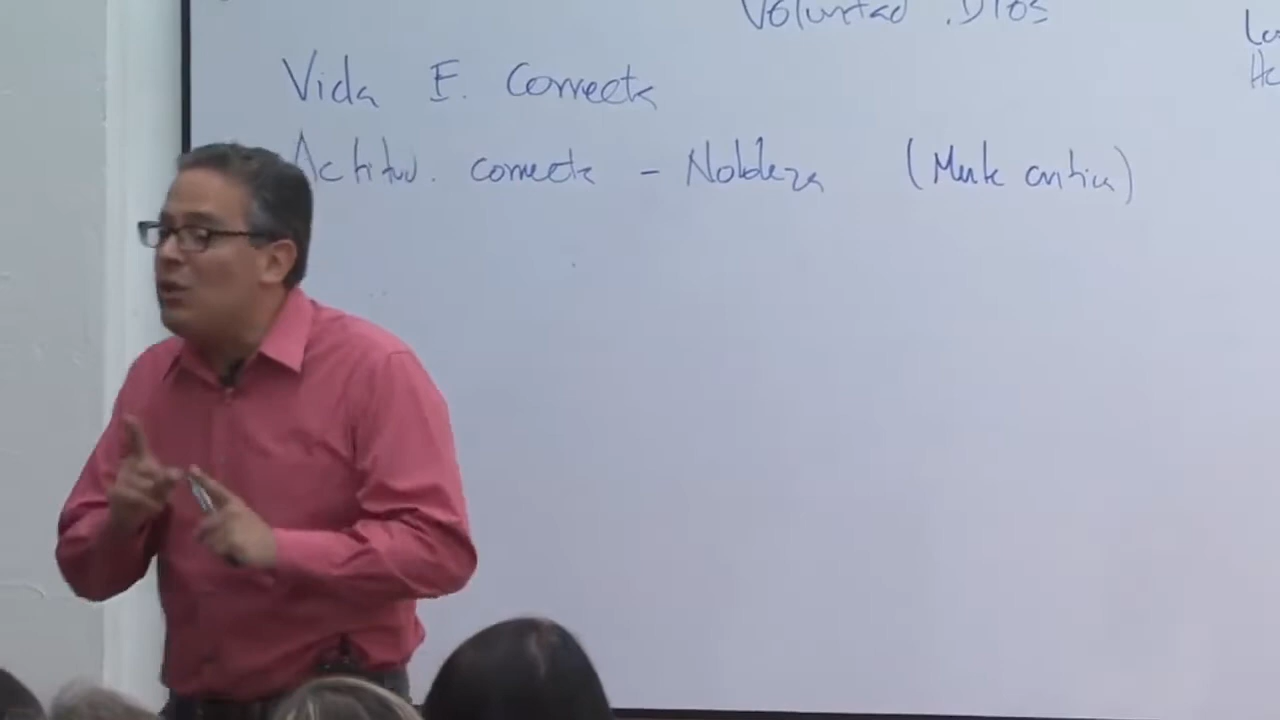 Voluntad . Dios
Vida E. Correcta
Actitud. correcta - Nobleza (Mente critica)